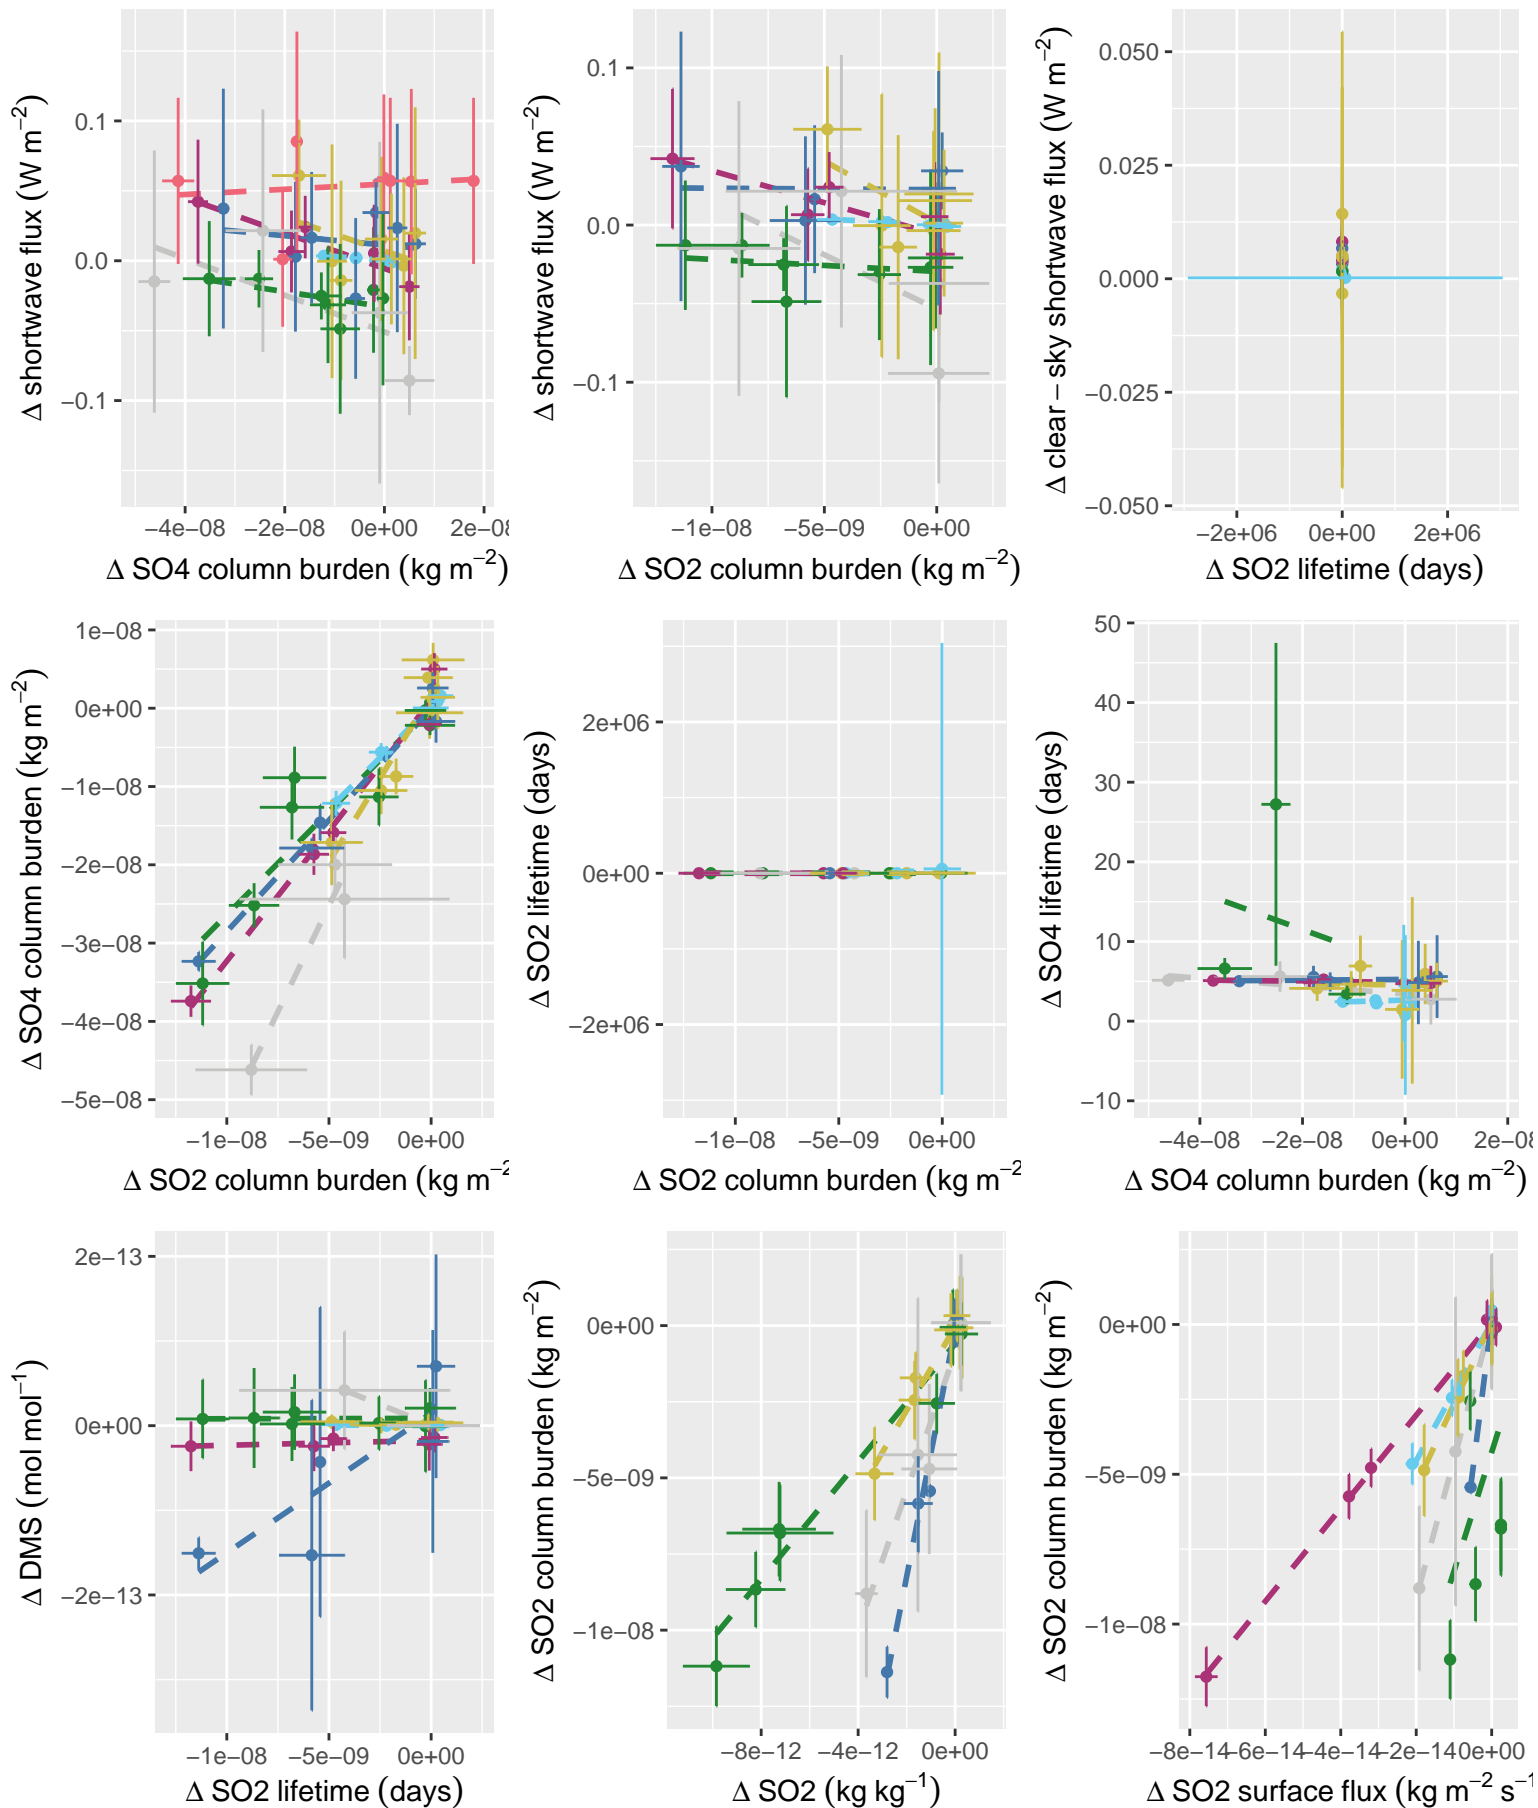 Δ shortwave flux (W m−2)
0.1
0.0
−0.1
−4e−08 −2e−08 0e+00 2e−08
Δ SO4 column burden (kg m−2)
Δ shortwave flux (W m−2)
0.1
0.0
−0.1
−1e−08 −5e−09 0e+00
Δ SO2 column burden (kg m−2)
Δ clear − sky shortwave flux (W m−2)
0.050
0.025
0.000
−0.025
−0.050
−2e+06 0e+00 2e+06
Δ SO2 lifetime (days)
Δ SO4 column burden (kg m−2)
1e−08
0e+00
−1e−08
−2e−08
−3e−08
−4e−08
−5e−08
−1e−08 −5e−09 0e+00
Δ SO2 column burden (kg m−2
Δ SO2 lifetime (days)
2e+06
0e+00
−2e+06
−1e−08 −5e−09 0e+00
Δ SO2 column burden (kg m−2
Δ SO4 lifetime (days)
50
40
30
20
10
0
−10
−4e−08 −2e−08 0e+00 2e−08
Δ SO4 column burden (kg m−2)
Δ DMS (mol mol−1)
2e−13
0e+00
−2e−13
−1e−08 −5e−09 0e+00
Δ SO2 lifetime (days)
Δ SO2 column burden (kg m−2)
0e+00
−5e−09
−1e−08
−8e−12 −4e−12 0e+00
Δ SO2 (kg kg−1)
Δ SO2 column burden (kg m−2)
0e+00
−5e−09
−1e−08
−8e−14 −6e−14 −4e−14 −2e−14 0e+00
Δ SO2 surface flux (kg m−2 s−1